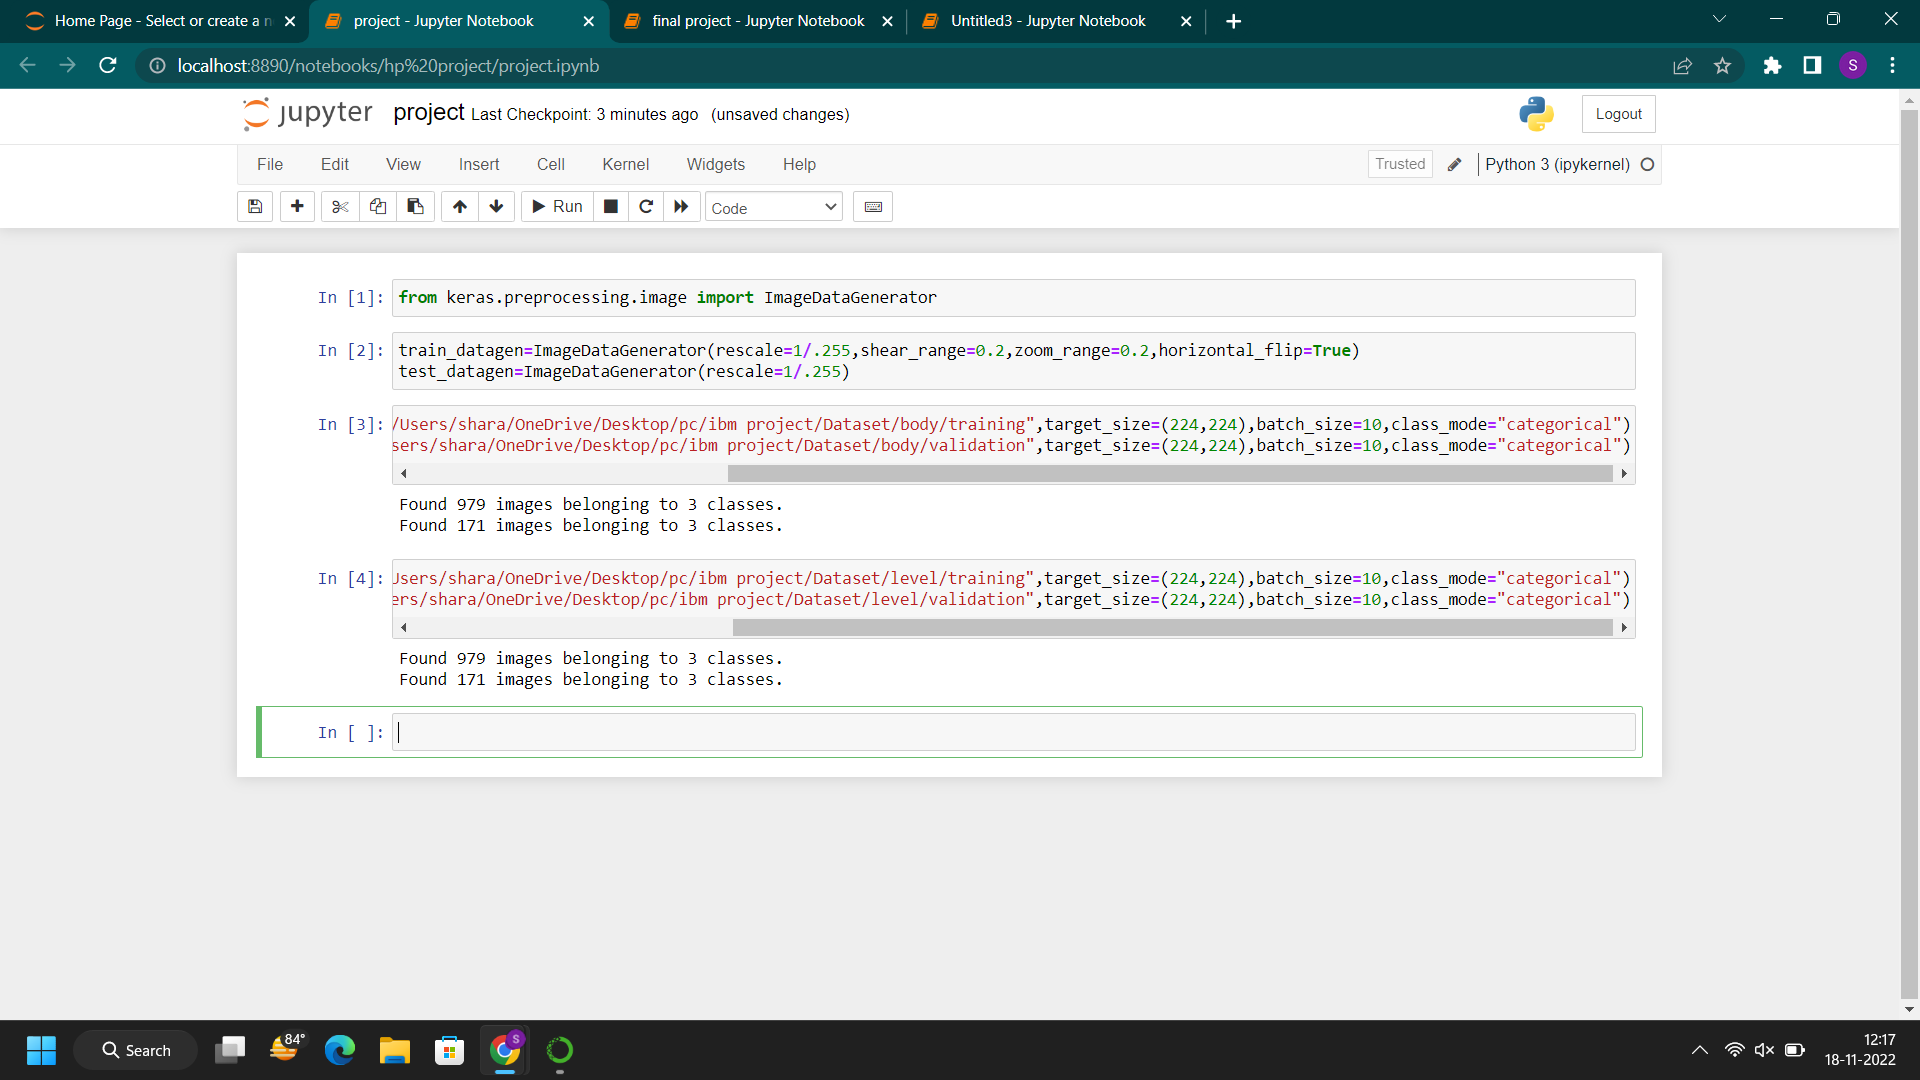 Home Page - Select or create a n
project - Jupyter Notebook
final project - Jupyter Notebook
Untitled3 - Jupyter Notebook
localhost:8890/notebooks/hp%20project/project.ipynb
S
jupyter project Last Checkpoint: 3 minutes ago (unsaved changes)
Logout
File Edit View Insert Cell Kernel Widgets Help
Trusted
Python 3 (ipykernel)
Run
Code
In [1]: from keras.preprocessing.image import ImageDataGenerator
In [2]: train_datagen=ImageDataGenerator(rescale=1/.255,shear_range=0.2,zoom_range=0.2,horizontal_flip=True)
test_datagen=ImageDataGenerator(rescale=1/.255)
In [3]: /Users/shara/OneDrive/Desktop/pc/ibm project/Dataset/body/training",target_size=(224,224),batch_size=10,class_mode="categorical")
sers/shara/OneDrive/Desktop/pc/ibm project/Dataset/body/validation",target_size=(224,224),batch_size=10,class_mode="categorical")
Found 979 images belonging to 3 classes.
Found 171 images belonging to 3 classes.
In [4]: Users/shara/OneDrive/Desktop/pc/ibm project/Dataset/level/training",target_size=(224,224),batch_size=10,class_mode="categorical")
ers/shara/OneDrive/Desktop/pc/ibm project/Dataset/level/validation",target_size=(224,224),batch_size=10,class_mode="categorical")
Found 979 images belonging to 3 classes.
Found 171 images belonging to 3 classes.
In [ ]:
Search
84°
S
12:17
18-11-2022